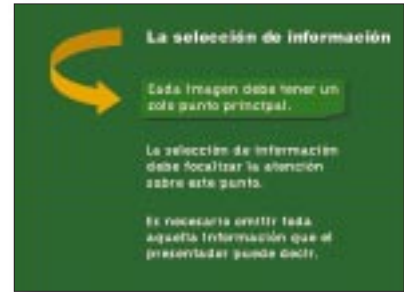 La selección de información
Cada Imagen debe tener un
solo punto principal.
La selección de información
debe focalizar la atención
sobre este punto.
Es necesario omitir toda
aquella información que el
presentador puede decir.